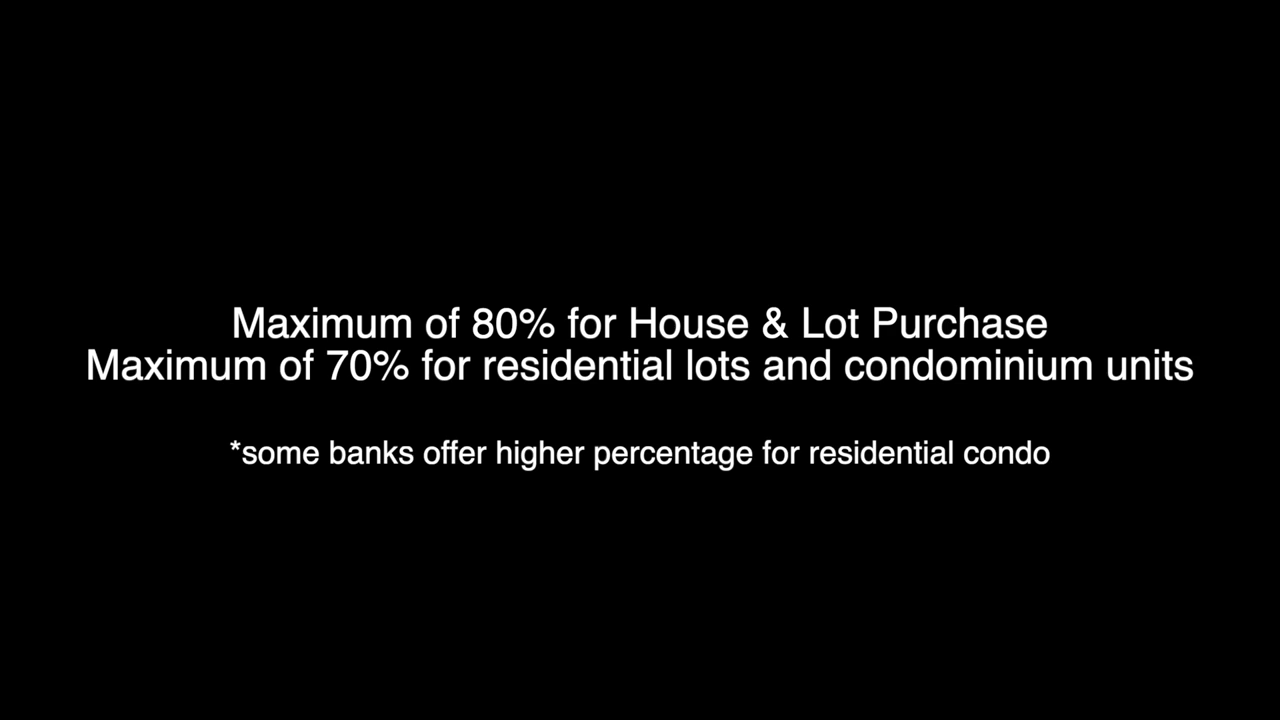 Maximum of 80% for House & Lot Purchase
Maximum of 70% for residential lots and condominium units
*some banks offer higher percentage for residential condo